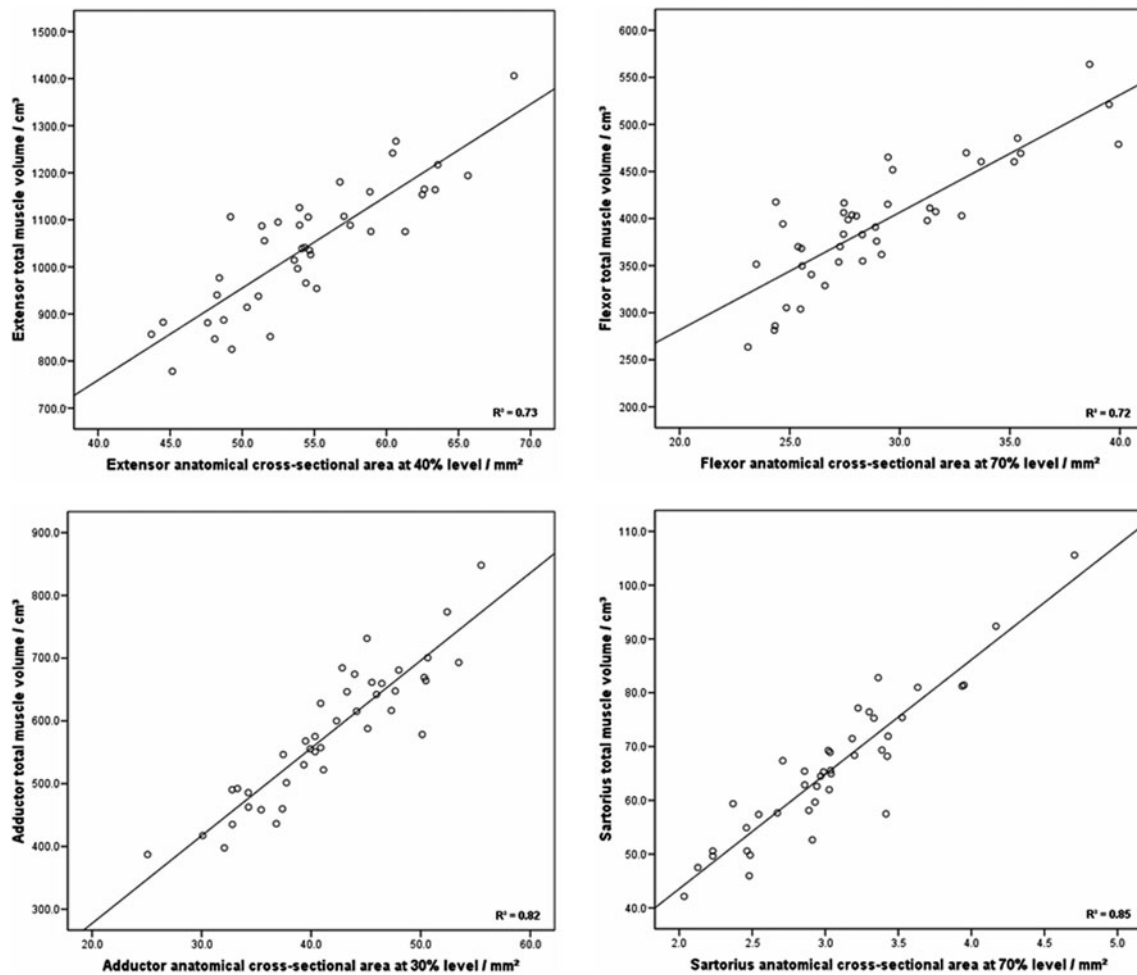 1500.0
1400.0
1300.0
1200.0
1100.0
1000.0
900.0
800.0
700.0
Extensor total muscle volume / cm³
R² = 0.73
40.0 45.0 50.0 55.0 60.0 65.0 70.0
Extensor anatomical cross-sectional area at 40% level / mm²
600.0
550.0
500.0
450.0
400.0
350.0
300.0
250.0
200.0
Flexor total muscle volume / cm³
R² = 0.72
20.0 25.0 30.0 35.0 40.0
Flexor anatomical cross-sectional area at 70% level / mm²
900.0
800.0
700.0
600.0
500.0
400.0
300.0
Adductor total muscle volume / cm³
R² = 0.82
20.0 30.0 40.0 50.0 60.0
Adductor anatomical cross-sectional area at 30% level / mm²
110.0
100.0
90.0
80.0
70.0
60.0
50.0
40.0
Sartorius total muscle volume / cm³
R² = 0.85
2.0 2.5 3.0 3.5 4.0 4.5 5.0
Sartorius anatomical cross-sectional area at 70% level / mm²